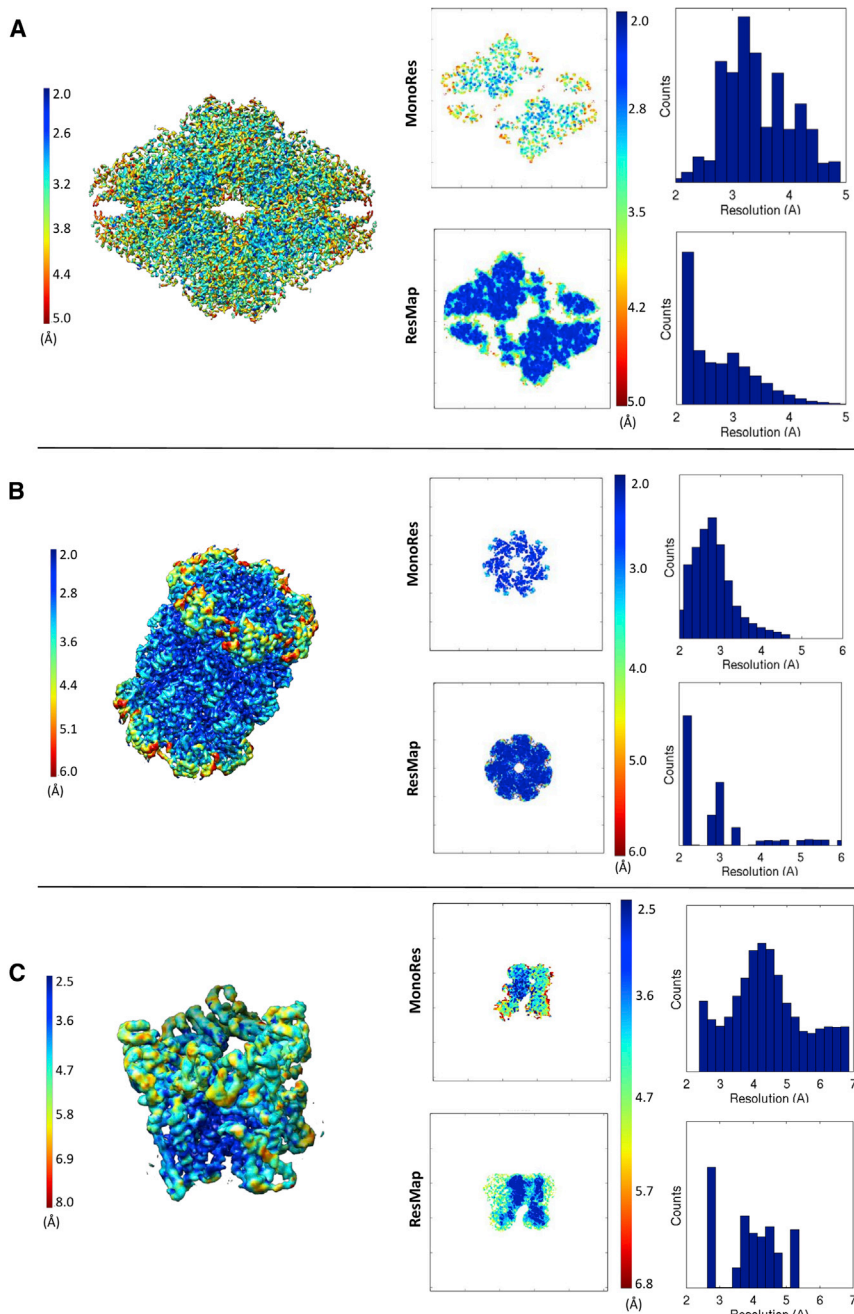 A
2.0
2.6
3.2
3.8
4.4
5.0
(Å)
MonoRes
ResMap
2.0
2.8
3.5
4.2
5.0
(Å)
Counts
2 3 4 5
Resolution (A)
Counts
2 3 4 5
Resolution (A)
B
2.0
2.8
3.6
4.4
5.1
6.0
(Å)
MonoRes
ResMap
2.0
3.0
4.0
5.0
6.0
(Å)
Counts
2 3 4 5 6
Resolution (A)
Counts
2 3 4 5 6
Resolution (A)
C
2.5
3.6
4.7
5.8
6.9
8.0
(Å)
MonoRes
ResMap
2.5
3.6
4.7
5.7
6.8
(Å)
Counts
2 3 4 5 6 7
Resolution (A)
Counts
2 3 4 5 6 7
Resolution (A)